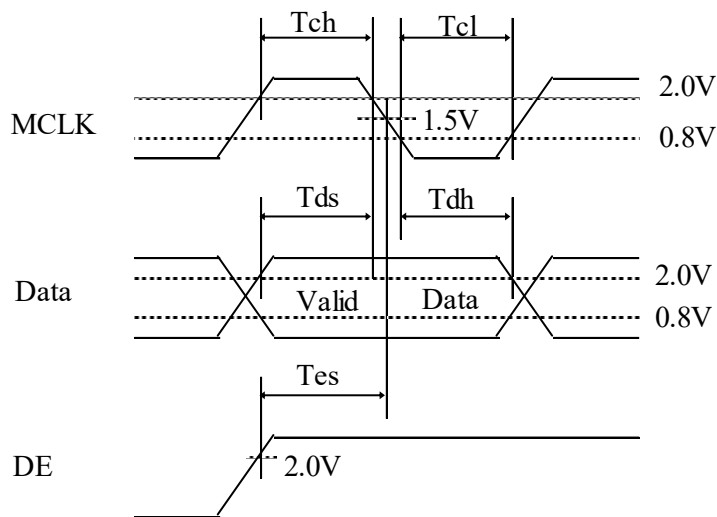 Tch
Tcl
2.0V
MCLK
1.5V
0.8V
Tds
Tdh
Data
2.0V
Valid
Data
0.8V
Tes
DE
2.0V